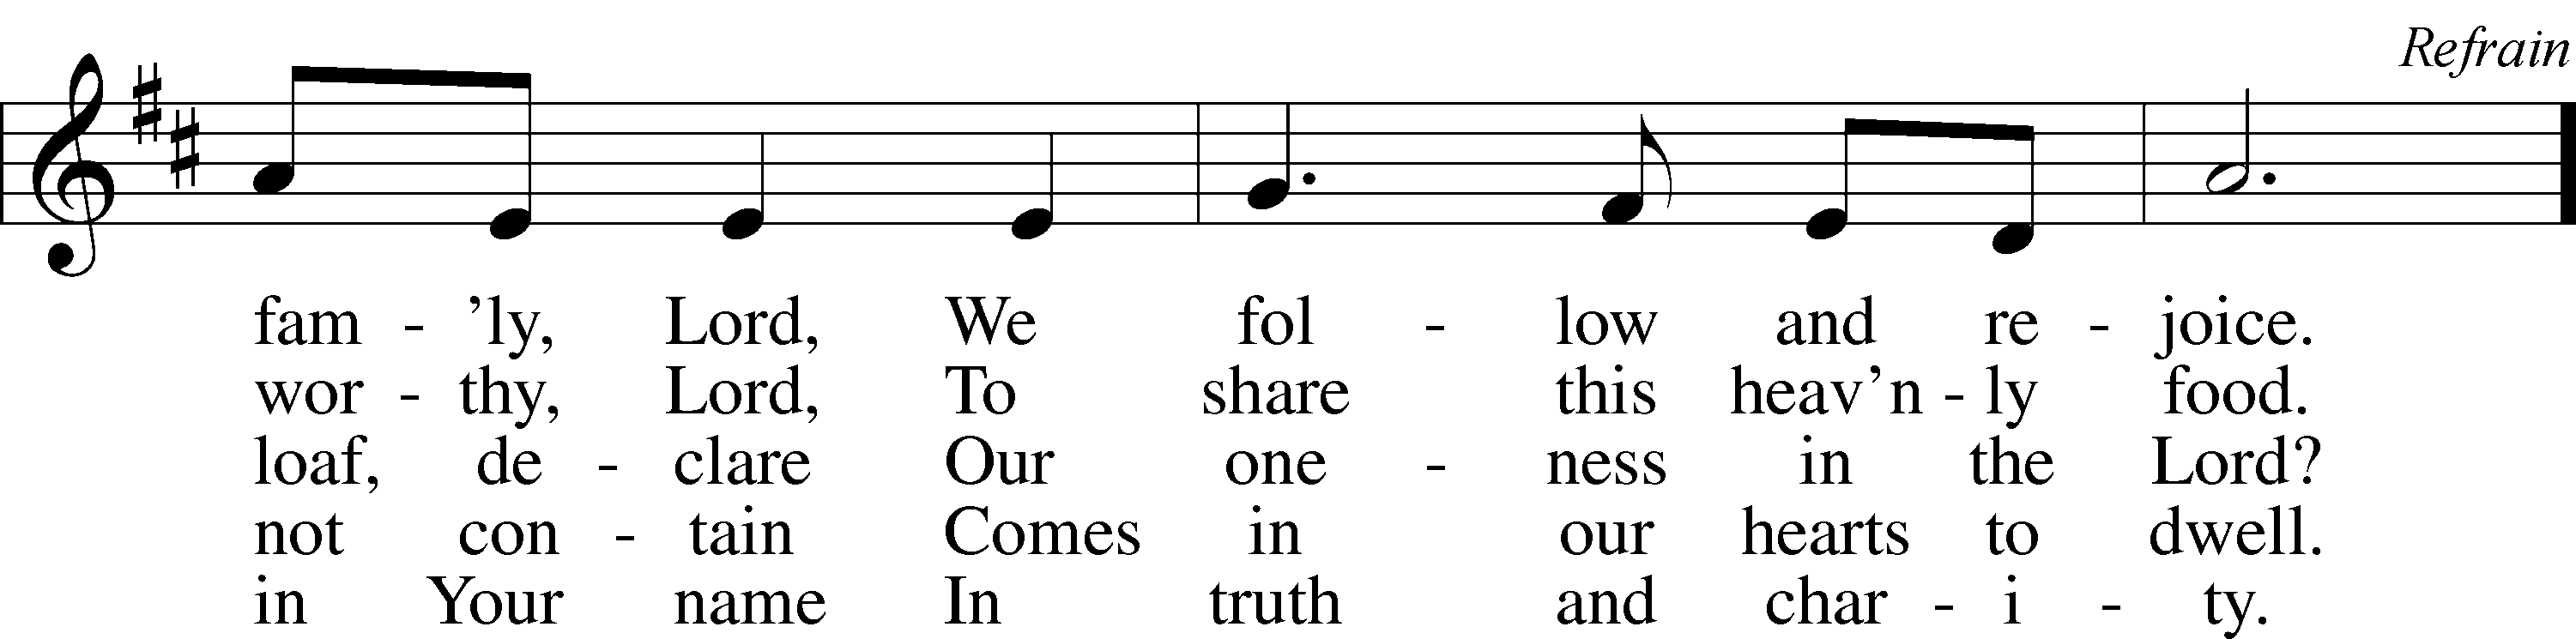 Refrain
fam - ’ly, Lord, We fol - low and re - joice.
wor - thy, Lord, To share this heav’n - ly food.
loaf, de - clare Our one - ness in the Lord?
not con - tain Comes in our hearts to dwell.
in Your name In truth and char - i - ty.